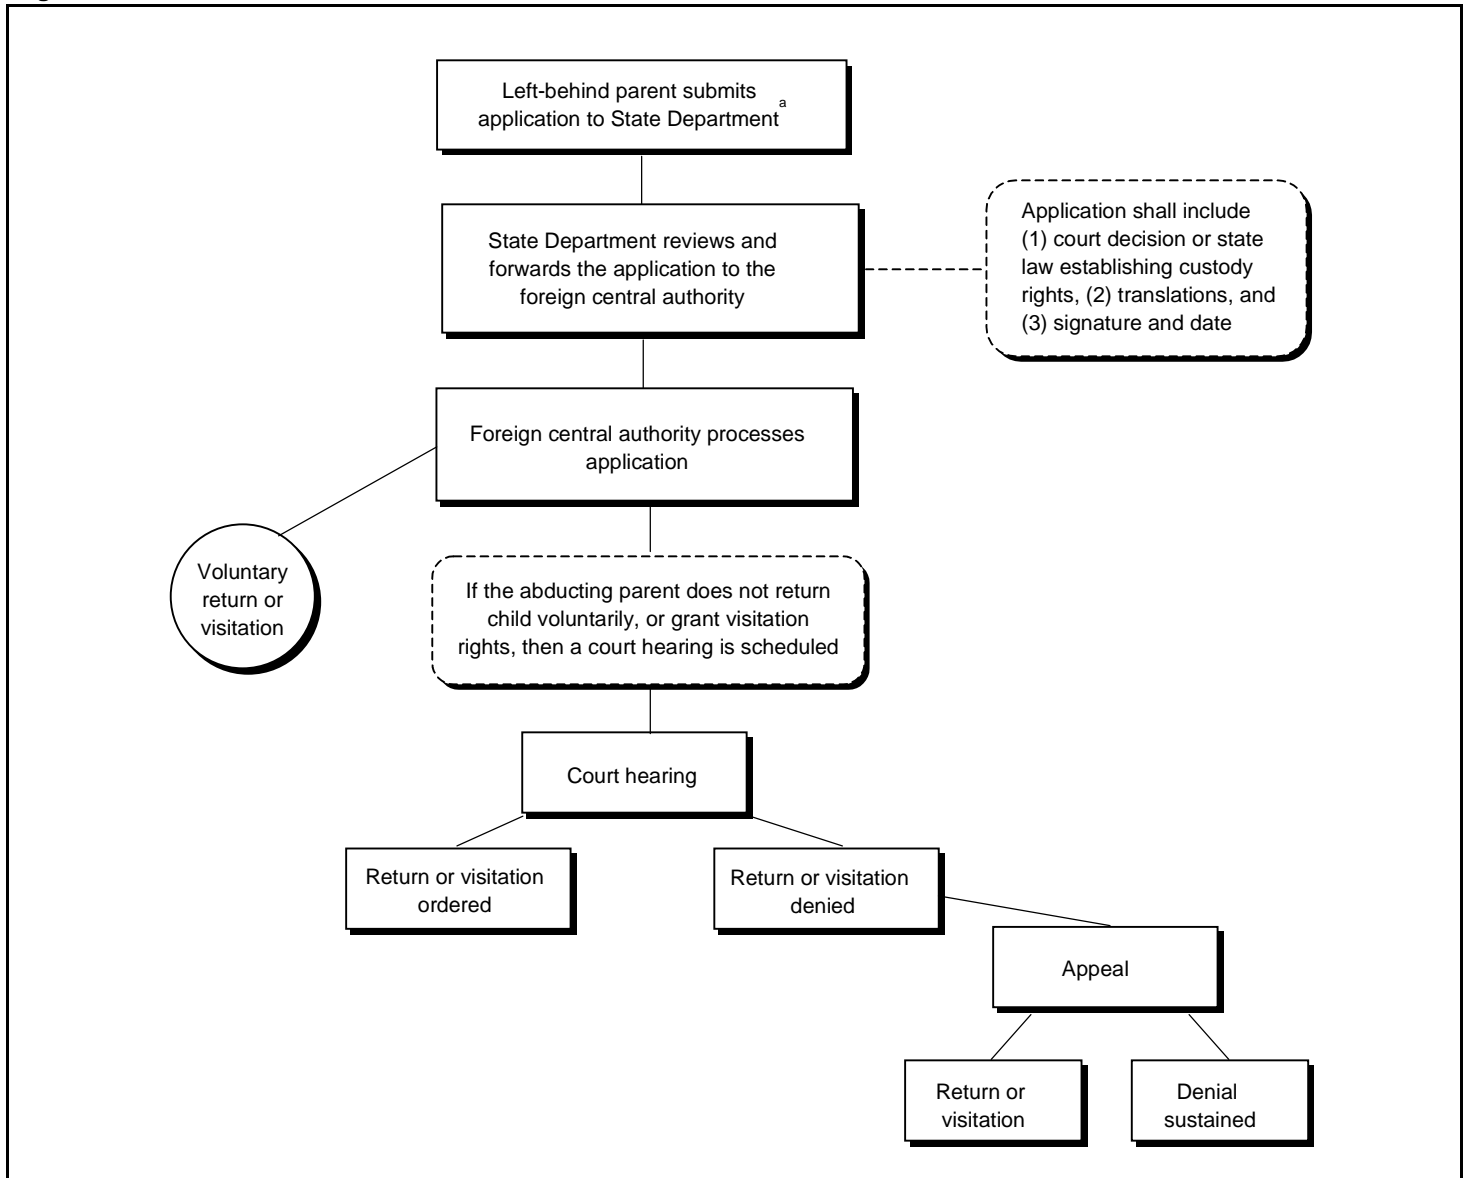 Left-behind parent submits
application to State Department a
State Department reviews and
forwards the application to the
foreign central authority
Application shall include
(1) court decision or state
law establishing custody
rights, (2) translations, and
(3) signature and date
Foreign central authority processes
application
Voluntary
return or
visitation
If the abducting parent does not return
child voluntarily, or grant visitation
rights, then a court hearing is scheduled
Court hearing
Return or visitation
ordered
Return or visitation
denied
Appeal
Return or
visitation
Denial
sustained